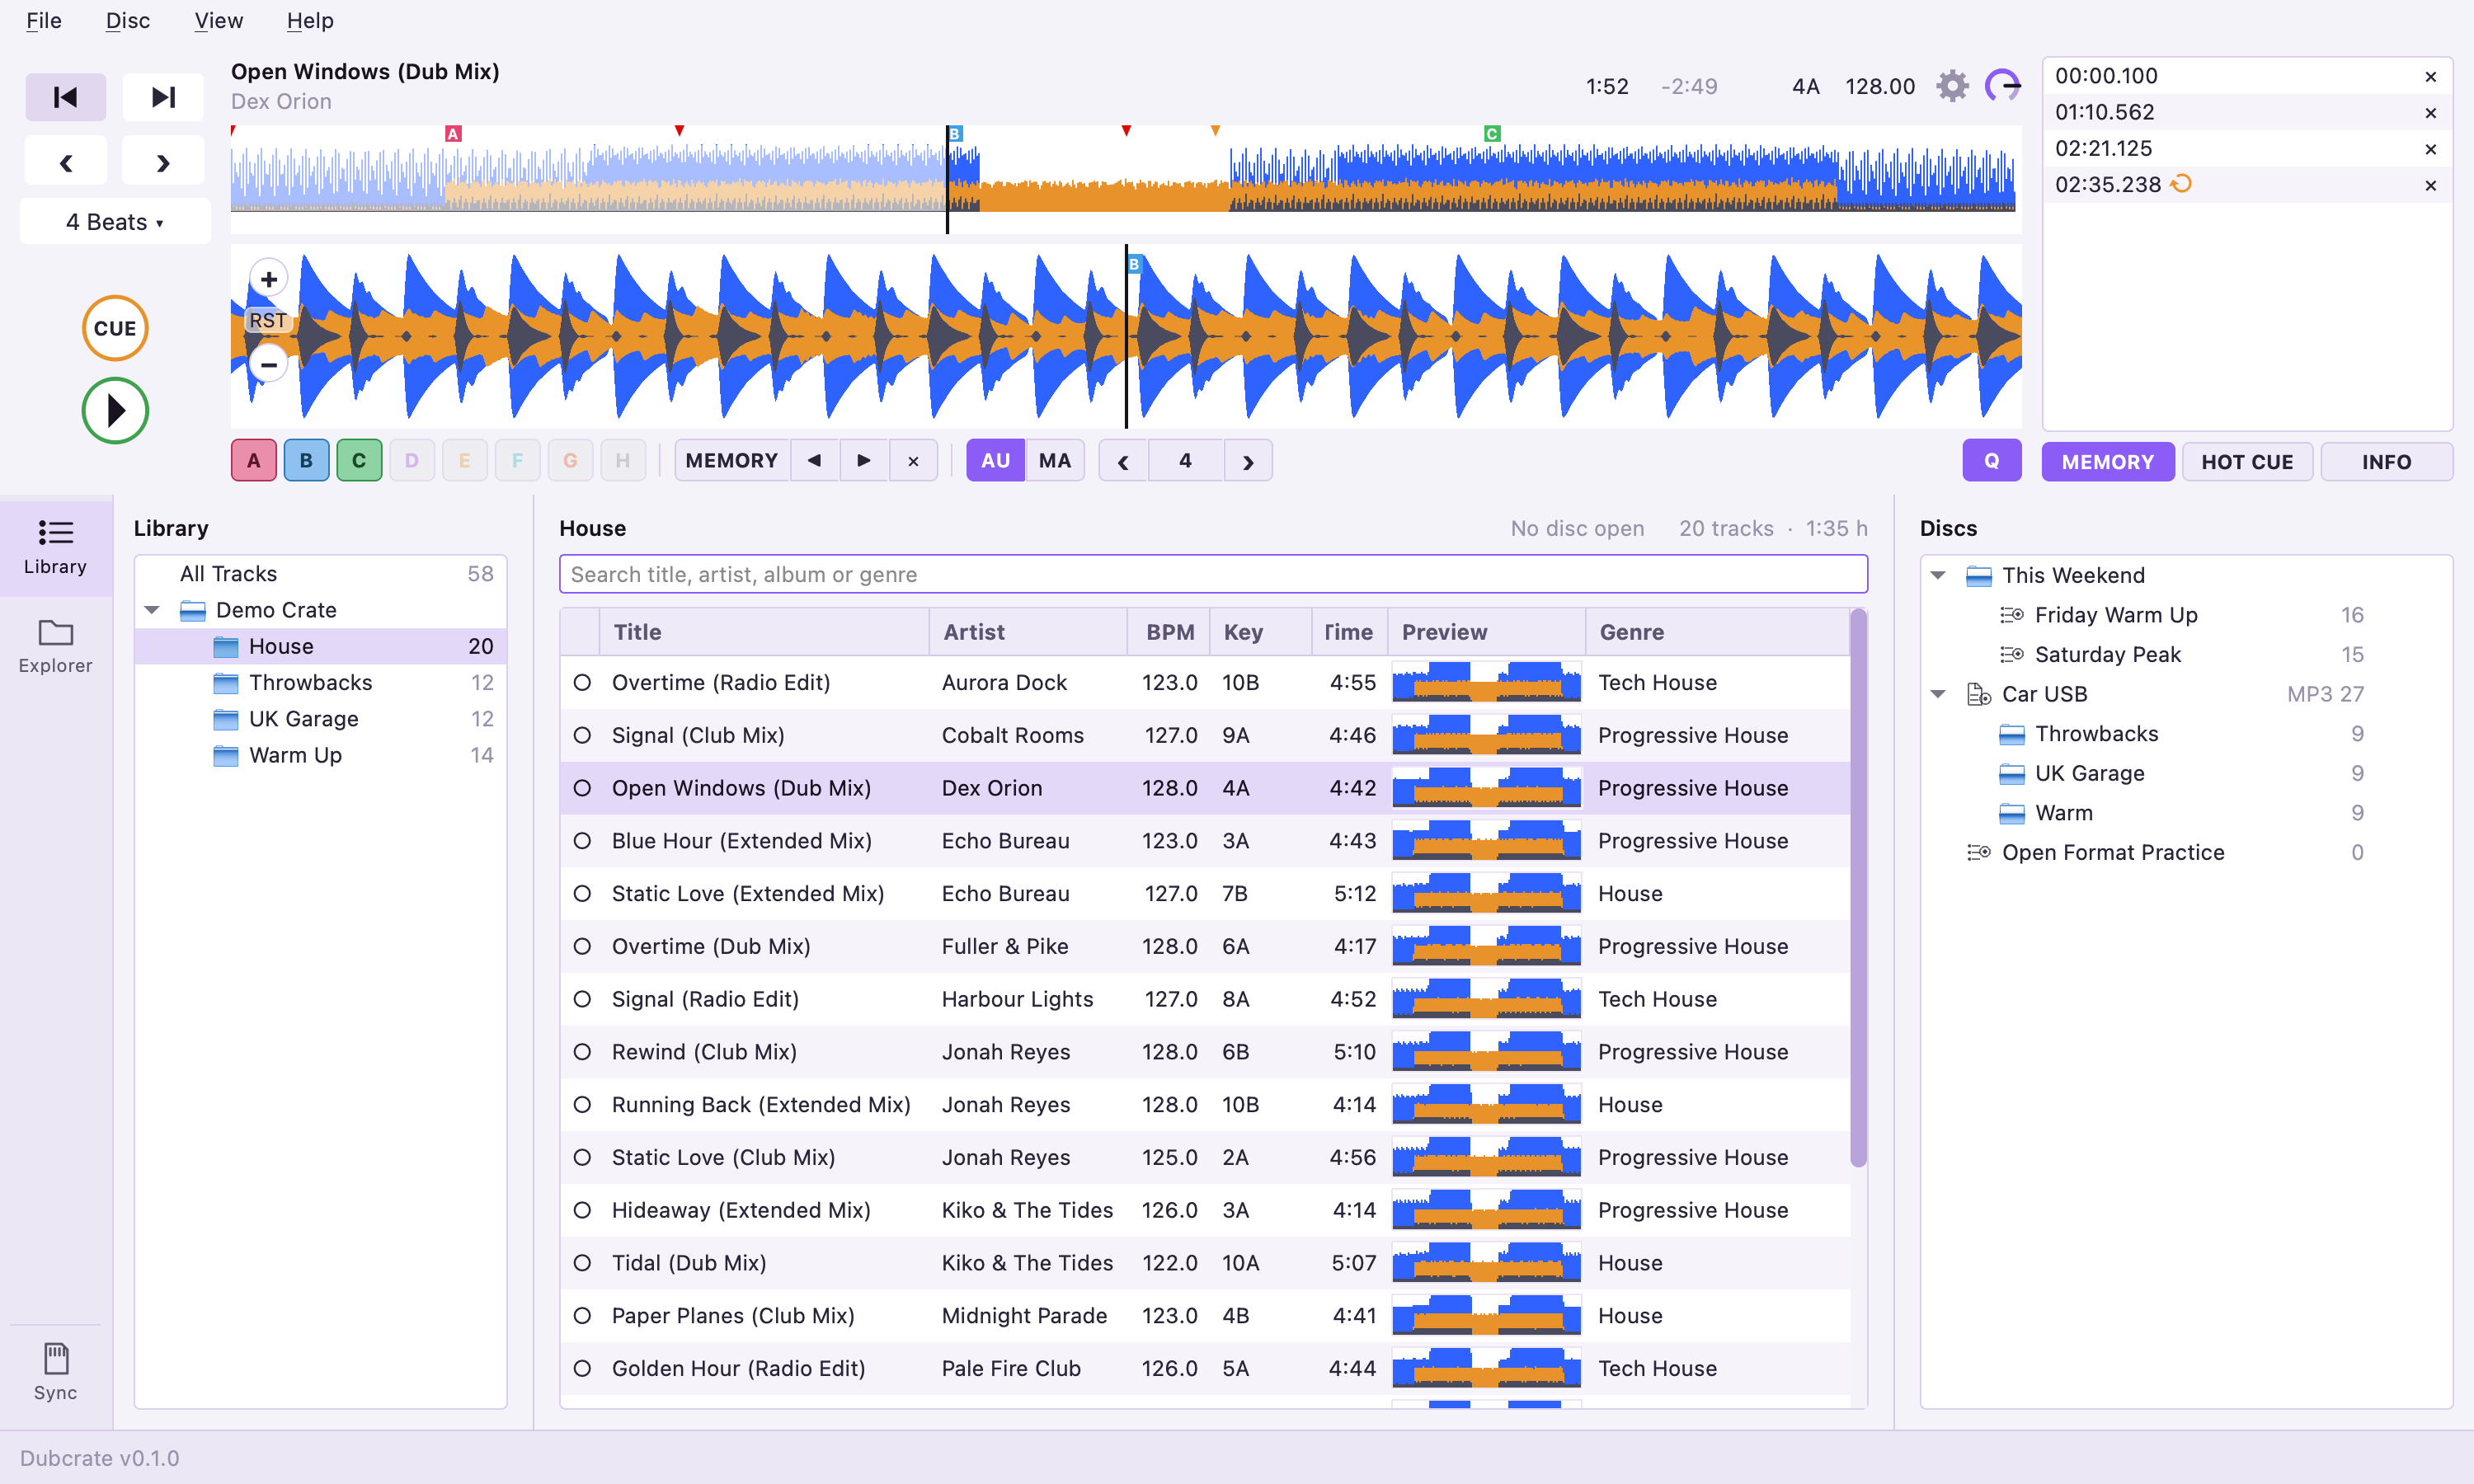 File Disc View Help
Open Windows (Dub Mix)
Dex Orion
1:52 -2:49 4A 128.00
00:00.100 ×
01:10.562 ×
02:21.125 ×
02:35.238 ×
4 Beats
A B C
CUE
RST
B
A B C D E F G H MEMORY × AU MA 4 Q MEMORY HOT CUE INFO
Library
Explorer
Sync
Library
All Tracks 58
Demo Crate
House 20
Throwbacks 12
UK Garage 12
Warm Up 14
House No disc open 20 tracks · 1:35 h
Search title, artist, album or genre
Title Artist BPM Key Time Preview Genre
Overtime (Radio Edit) Aurora Dock 123.0 10B 4:55 Tech House
Signal (Club Mix) Cobalt Rooms 127.0 9A 4:46 Progressive House
Open Windows (Dub Mix) Dex Orion 128.0 4A 4:42 Progressive House
Blue Hour (Extended Mix) Echo Bureau 123.0 3A 4:43 Progressive House
Static Love (Extended Mix) Echo Bureau 127.0 7B 5:12 House
Overtime (Dub Mix) Fuller & Pike 128.0 6A 4:17 Progressive House
Signal (Radio Edit) Harbour Lights 127.0 8A 4:52 Tech House
Rewind (Club Mix) Jonah Reyes 128.0 6B 5:10 Progressive House
Running Back (Extended Mix) Jonah Reyes 128.0 10B 4:14 House
Static Love (Club Mix) Jonah Reyes 125.0 2A 4:56 Progressive House
Hideaway (Extended Mix) Kiko & The Tides 126.0 3A 4:14 Progressive House
Tidal (Dub Mix) Kiko & The Tides 122.0 10A 5:07 House
Paper Planes (Club Mix) Midnight Parade 123.0 4B 4:41 House
Golden Hour (Radio Edit) Pale Fire Club 126.0 5A 4:44 Tech House
Discs
This Weekend
Friday Warm Up 16
Saturday Peak 15
Car USB MP3 27
Throwbacks 9
UK Garage 9
Warm 9
Open Format Practice 0
Dubcrate v0.1.0